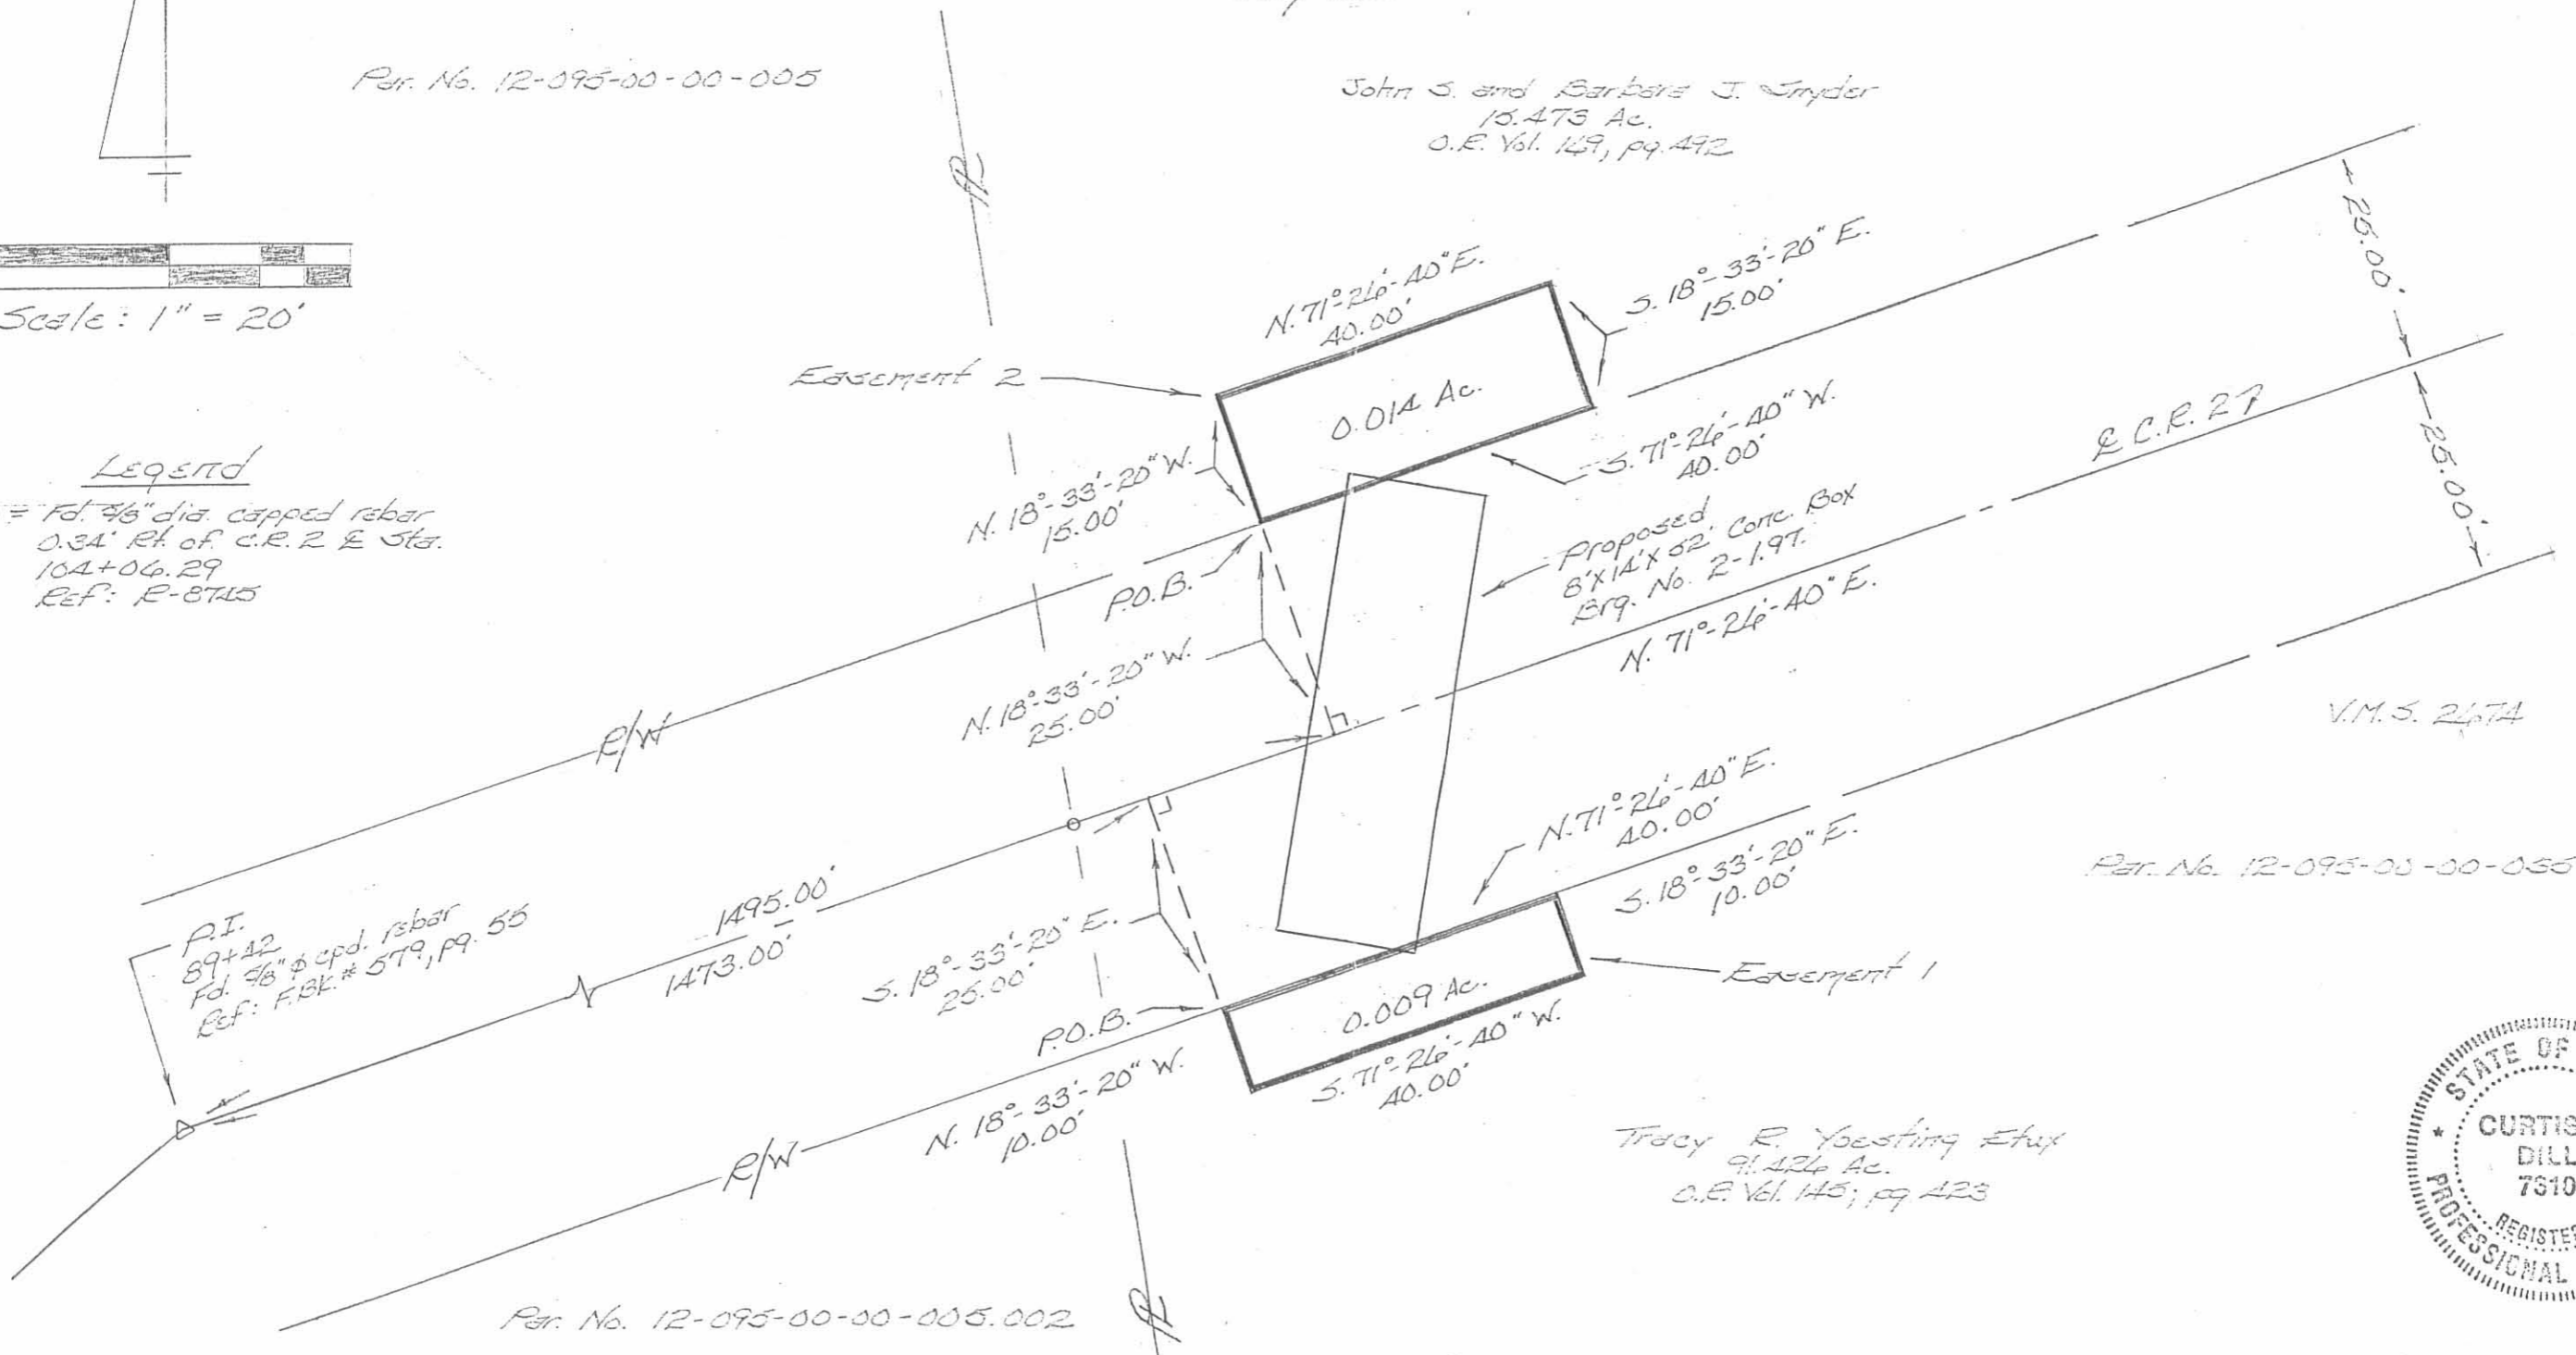 Par. No. 12-095-00-00-005
John S. and Barbara J. Snyder
15.473 Ac.
O.R. Vol. 149, pg. 492
Scale: 1" = 20'
Legend
= Fd. 5/8" dia. capped rebar
0.34' Rt. of C.R. 2 ℄ Sta.
104+06.29
Ref: R-8745
Easement 2
N. 71°-26'-40" E.
40.00'
S. 18°-33'-20" E.
15.00'
0.014 Ac.
S. 71°-26'-40" W.
40.00'
N. 18°-33'-20" W.
15.00'
P.O.B.
Proposed
8'x14'x52' Conc. Box
Brg. No. 2-1.97
N. 71°-26'-40" E.
℄ C.R. 27
25.00'
25.00'
N. 18°-33'-20" W.
25.00'
R/W
V.M.S. 2674
N. 71°-26'-40" E.
40.00'
S. 18°-33'-20" E.
10.00'
P.I.
89+42
Fd. 5/8" ϕ cpd. rebar
Ref: F.BK.# 579, pg. 55
1495.00'
1473.00'
S. 18°-33'-20" E.
25.00'
P.O.B.
0.009 Ac.
Easement 1
S. 71°-26'-40" W.
40.00'
N. 18°-33'-20" W.
10.00'
R/W
Par. No. 12-095-00-00-035
Tracy R. Yoesting Etux
91.426 Ac.
O.R. Vol. 145; pg. 423
Par. No. 12-095-00-00-005.002
STATE OF
CURTIS
DILL
7310
REGISTE
PROFESSIONAL